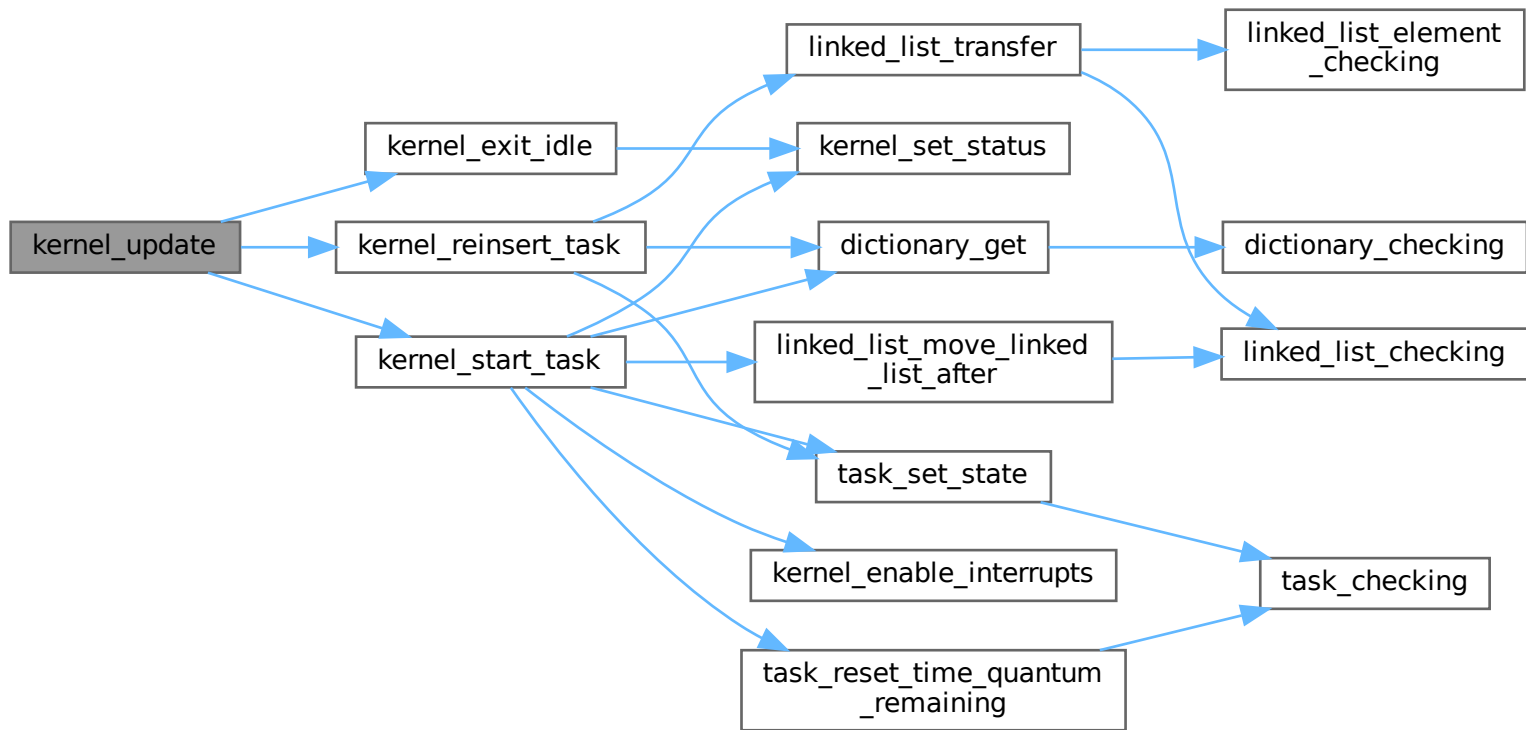 kernel_update
kernel_exit_idle
kernel_reinsert_task
kernel_start_task
linked_list_transfer
kernel_set_status
dictionary_get
linked_list_move_linked
_list_after
task_set_state
kernel_enable_interrupts
task_reset_time_quantum
_remaining
linked_list_element
_checking
dictionary_checking
linked_list_checking
task_checking